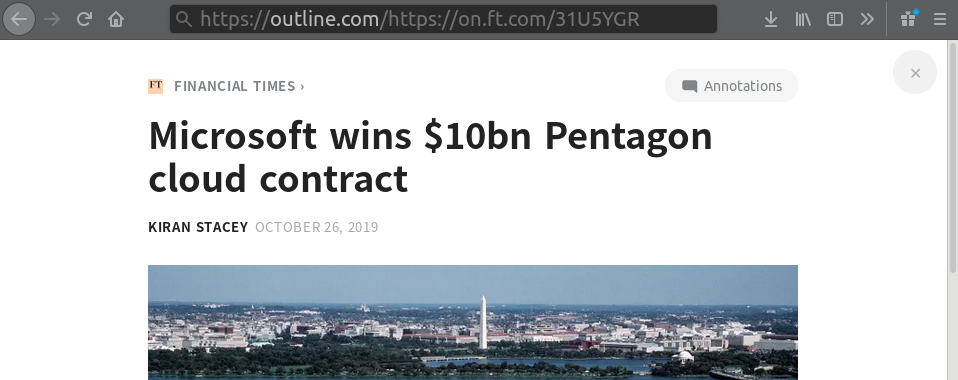 https://outline.com/https://on.ft.com/31U5YGR
FT FINANCIAL TIMES ›
Annotations
Microsoft wins $10bn Pentagon
cloud contract
KIRAN STACEY OCTOBER 26, 2019